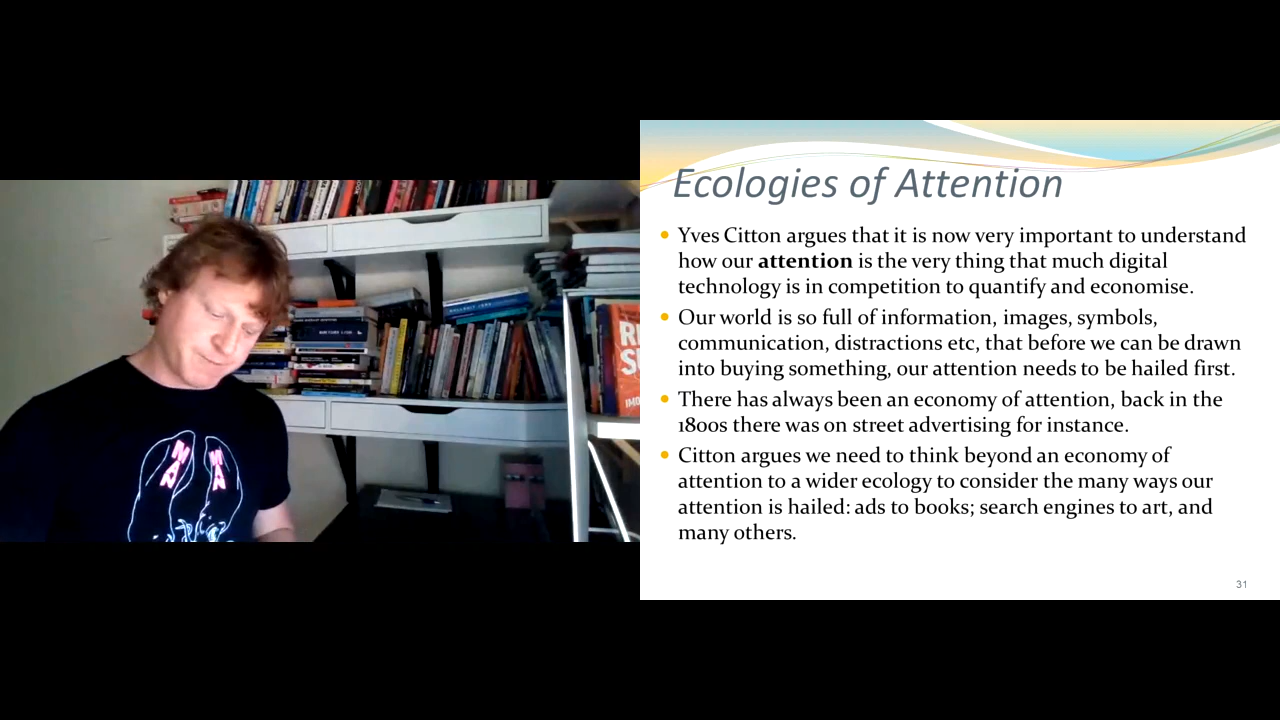 Ecologies of Attention
Yves Citton argues that it is now very important to understand
how our attention is the very thing that much digital
technology is in competition to quantify and economise.
Our world is so full of information, images, symbols,
communication, distractions etc, that before we can be drawn
into buying something, our attention needs to be hailed first.
There has always been an economy of attention, back in the
1800s there was on street advertising for instance.
Citton argues we need to think beyond an economy of
attention to a wider ecology to consider the many ways our
attention is hailed: ads to books; search engines to art, and
many others.
31